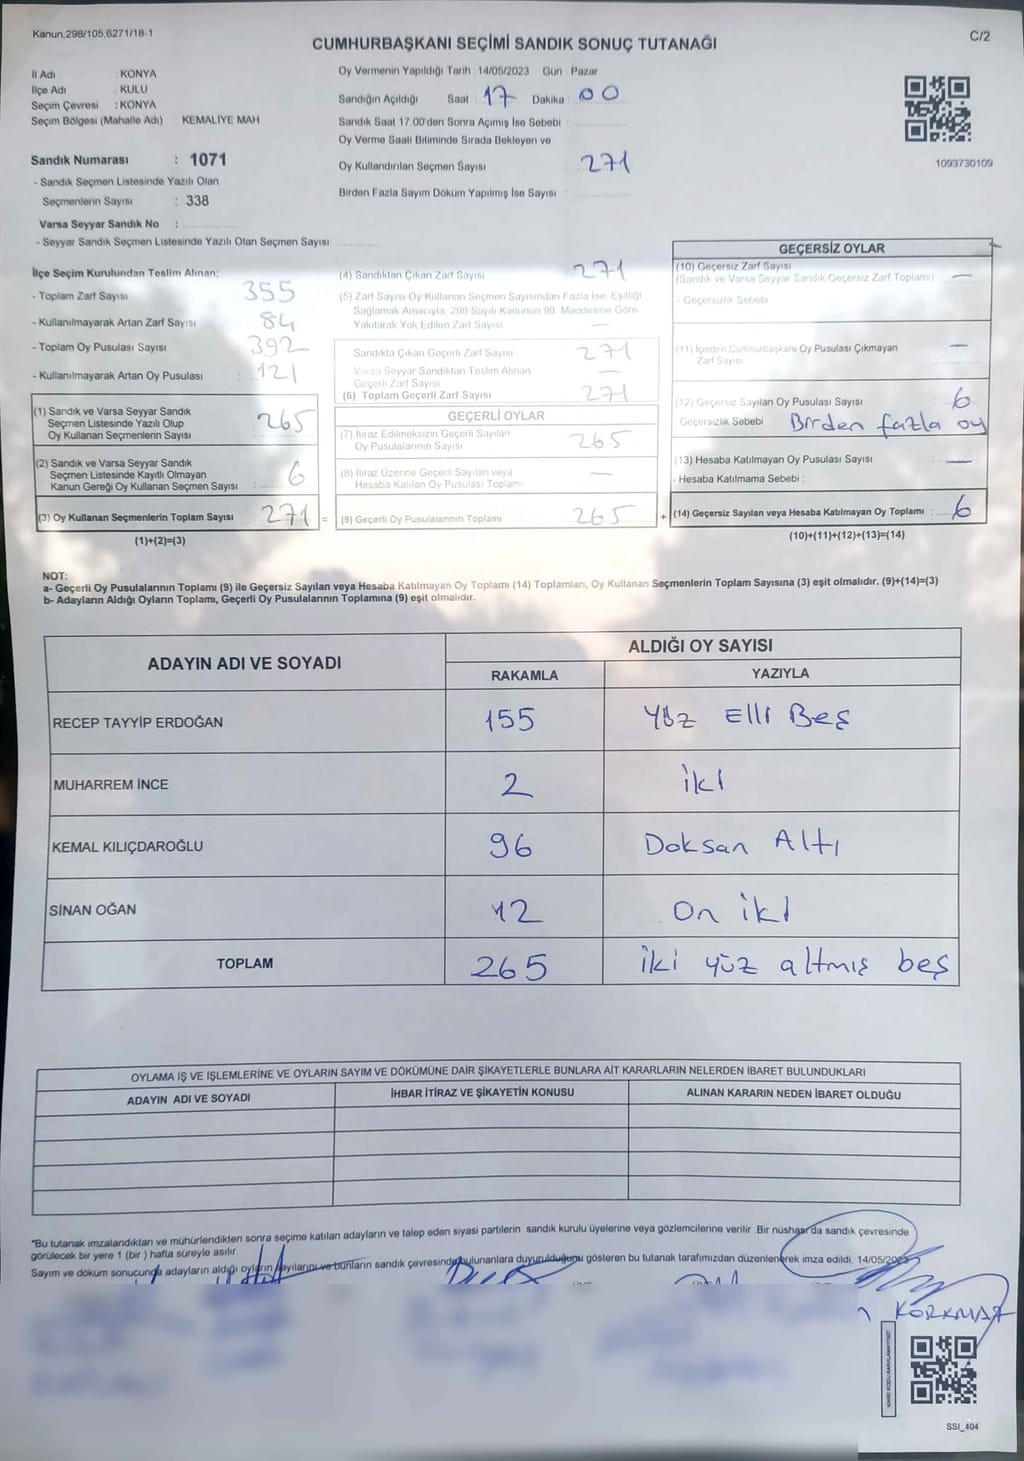 Kanun,298/105,6271/18-1
C/2
CUMHURBAŞKANI SEÇİMİ SANDIK SONUÇ TUTANAĞI
İl Adı : KONYA
İlçe Adı : KULU
Seçim Çevresi : KONYA
Seçim Bölgesi (Mahalle Adı) : KEMALİYE MAH
Sandık Numarası : 1071
- Sandık Seçmen Listesinde Yazılı Olan
Seçmenlerin Sayısı : 338
Varsa Seyyar Sandık No :
- Seyyar Sandık Seçmen Listesinde Yazılı Olan Seçmen Sayısı:
Oy Vermenin Yapıldığı Tarih : 14/05/2023 Gün : Pazar
Sandığın Açıldığı Saat : 17 Dakika : 00
Sandık Saat 17:00'den Sonra Açımış İse Sebebi :
Oy Verme Saati Bitiminde Sırada Bekleyen ve
Oy Kullandırılan Seçmen Sayısı : 271
Birden Fazla Sayım Döküm Yapılmış İse Sayısı :
1093730109
İlçe Seçim Kurulundan Teslim Alınan:
- Toplam Zarf Sayısı 355
- Kullanılmayarak Artan Zarf Sayısı : 84
- Toplam Oy Pusulası Sayısı : 392
- Kullanılmayarak Artan Oy Pusulası : 121
(1) Sandık ve Varsa Seyyar Sandık
Seçmen Listesinde Yazılı Olup
Oy Kullanan Seçmenlerin Sayısı : 265
(2) Sandık ve Varsa Seyyar Sandık
Seçmen Listesinde Kayıtlı Olmayan
Kanun Gereği Oy Kullanan Seçmen Sayısı : 6
(3) Oy Kullanan Seçmenlerin Toplam Sayısı : 271 =
(1)+(2)=(3)
(4) Sandıktan Çıkan Zarf Sayısı 271
(5) Zarf Sayısı Oy Kullanan Seçmen Sayısından Fazla İse, Eşitliği
Sağlamak Amacıyla, 298 Sayılı Kanunun 98. Maddesine Göre
Yakılarak Yok Edilen Zarf Sayısı —
Sandıkta Çıkan Geçerli Zarf Sayısı 271
Varsa Seyyar Sandıktan Teslim Alınan
Geçerli Zarf Sayısı —
(6) Toplam Geçerli Zarf Sayısı 271
GEÇERLİ OYLAR
(7) İtiraz Edilmeksizin Geçerli Sayılan
Oy Pusulalarının Sayısı 265
(8) İtiraz Üzerine Geçerli Sayılan veya
Hesaba Katılan Oy Pusulası Toplamı —
(9) Geçerli Oy Pusulalarının Toplamı 265 +
GEÇERSİZ OYLAR
(10) Geçersiz Zarf Sayısı
(Sandık ve Varsa Seyyar Sandık Geçersiz Zarf Toplamı) —
- Geçersizlik Sebebi
(11) İçinden Cumhurbaşkanı Oy Pusulası Çıkmayan
Zarf Sayısı —
(12) Geçersiz Sayılan Oy Pusulası Sayısı 6
Geçersizlik Sebebi : Birden fazla oy
(13) Hesaba Katılmayan Oy Pusulası Sayısı : —
- Hesaba Katılmama Sebebi :
(14) Geçersiz Sayılan veya Hesaba Katılmayan Oy Toplamı : 6
(10)+(11)+(12)+(13)=(14)
NOT:
a- Geçerli Oy Pusulalarının Toplamı (9) ile Geçersiz Sayılan veya Hesaba Katılmayan Oy Toplamı (14) Toplamları, Oy Kullanan Seçmenlerin Toplam Sayısına (3) eşit olmalıdır. (9)+(14)=(3)
b- Adayların Aldığı Oyların Toplamı, Geçerli Oy Pusulalarının Toplamına (9) eşit olmalıdır.
ADAYIN ADI VE SOYADI ALDIĞI OY SAYISI
RAKAMLA YAZIYLA
RECEP TAYYİP ERDOĞAN 155 Yüz Elli Beş
MUHARREM İNCE 2 iki
KEMAL KILIÇDAROĞLU 96 Doksan Altı
SİNAN OĞAN 12 On iki
TOPLAM 265 iki yüz altmış beş
OYLAMA İŞ VE İŞLEMLERİNE VE OYLARIN SAYIM VE DÖKÜMÜNE DAİR ŞİKAYETLERLE BUNLARA AİT KARARLARIN NELERDEN İBARET BULUNDUKLARI
ADAYIN ADI VE SOYADI İHBAR İTİRAZ VE ŞİKAYETİN KONUSU ALINAN KARARIN NEDEN İBARET OLDUĞU
"Bu tutanak imzalandıktan ve mühürlendikten sonra seçime katılan adayların ve talep eden siyasi partilerin sandık kurulu üyelerine veya gözlemcilerine verilir. Bir nüshası da sandık çevresinde
görülecek bir yere 1 (bir) hafta süreyle asılır.
Sayım ve döküm sonucunda adayların aldığı oyların sayılarını ve bunların sandık çevresinde bulunanlara duyurulduğunu gösteren bu tutanak tarafımızdan düzenlenerek imza edildi. 14/05/2023
KORKMAZ
SSI_404